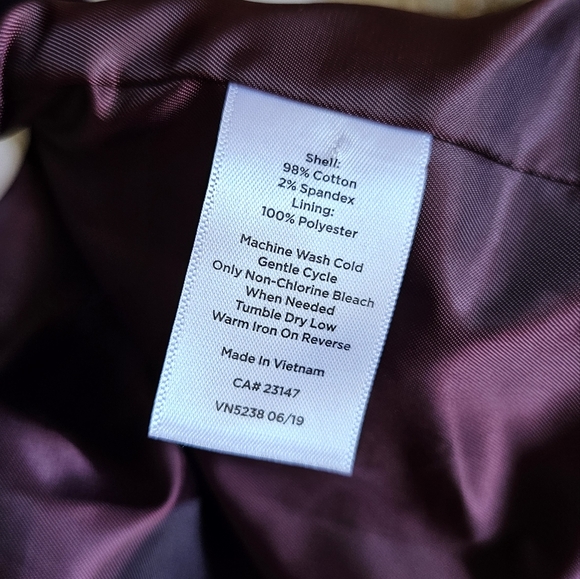 Shell:
98% Cotton
2% Spandex
Lining:
100% Polyester
Machine Wash Cold
Gentle Cycle
Only Non-Chlorine Bleach
When Needed
Tumble Dry Low
Warm Iron On Reverse
Made In Vietnam
CA# 23147
VN5238 06/19